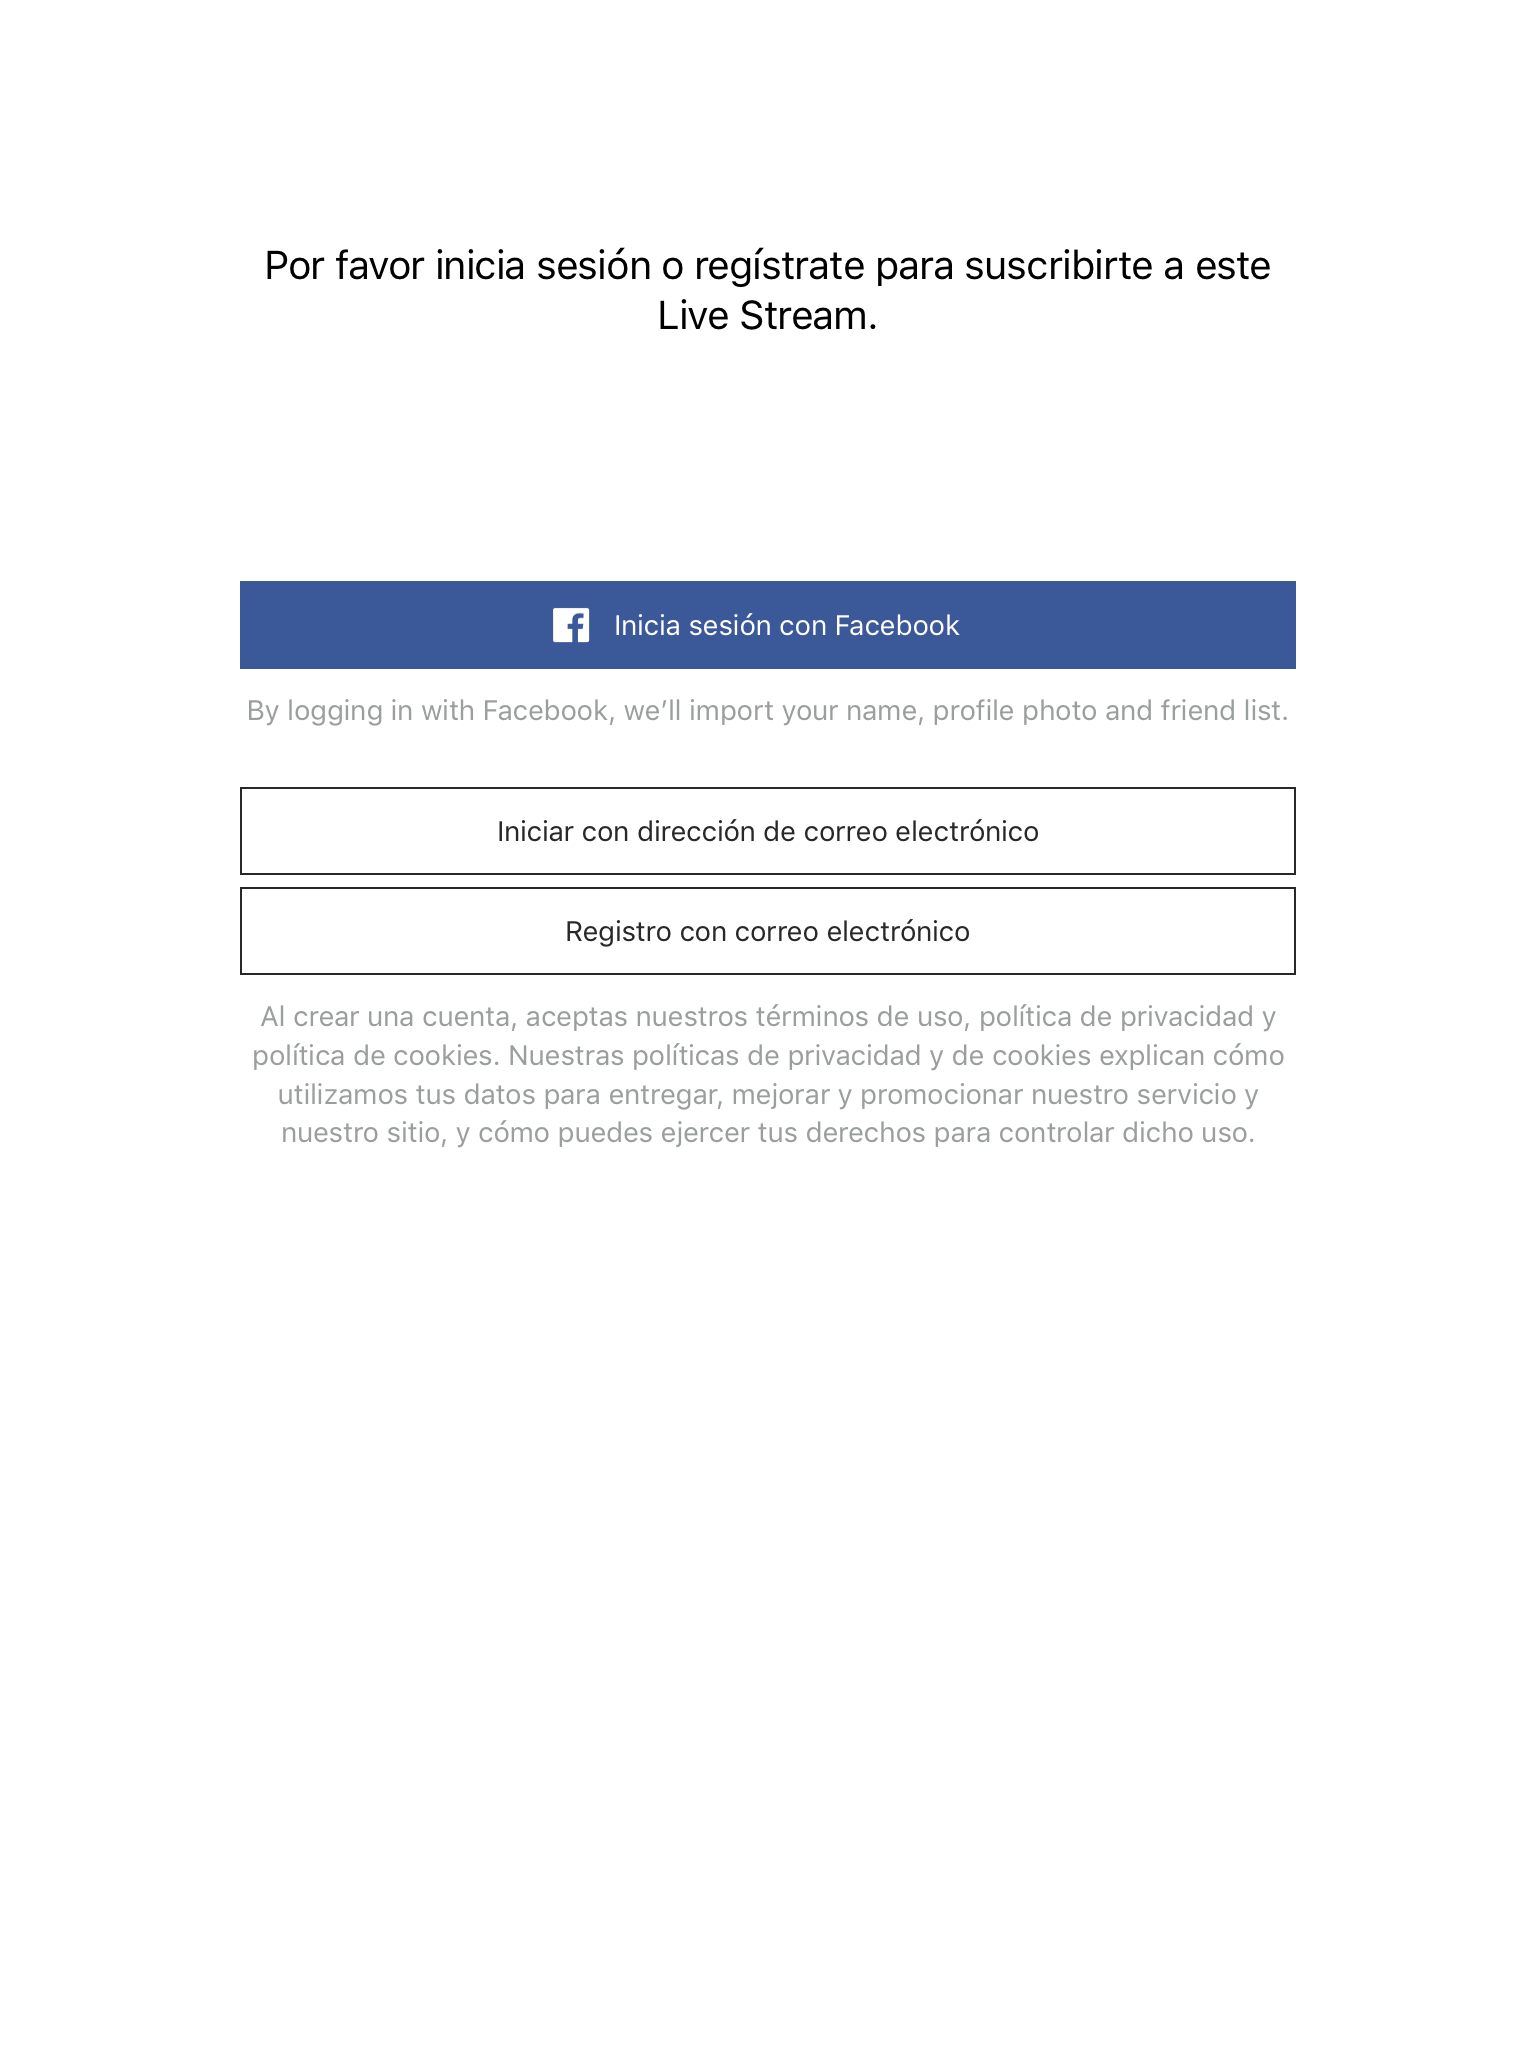 Por favor inicia sesión o regístrate para suscribirte a este
Live Stream.
Inicia sesión con Facebook
By logging in with Facebook, we’ll import your name, profile photo and friend list.
Iniciar con dirección de correo electrónico
Registro con correo electrónico
Al crear una cuenta, aceptas nuestros términos de uso, política de privacidad y
política de cookies. Nuestras políticas de privacidad y de cookies explican cómo
utilizamos tus datos para entregar, mejorar y promocionar nuestro servicio y
nuestro sitio, y cómo puedes ejercer tus derechos para controlar dicho uso.